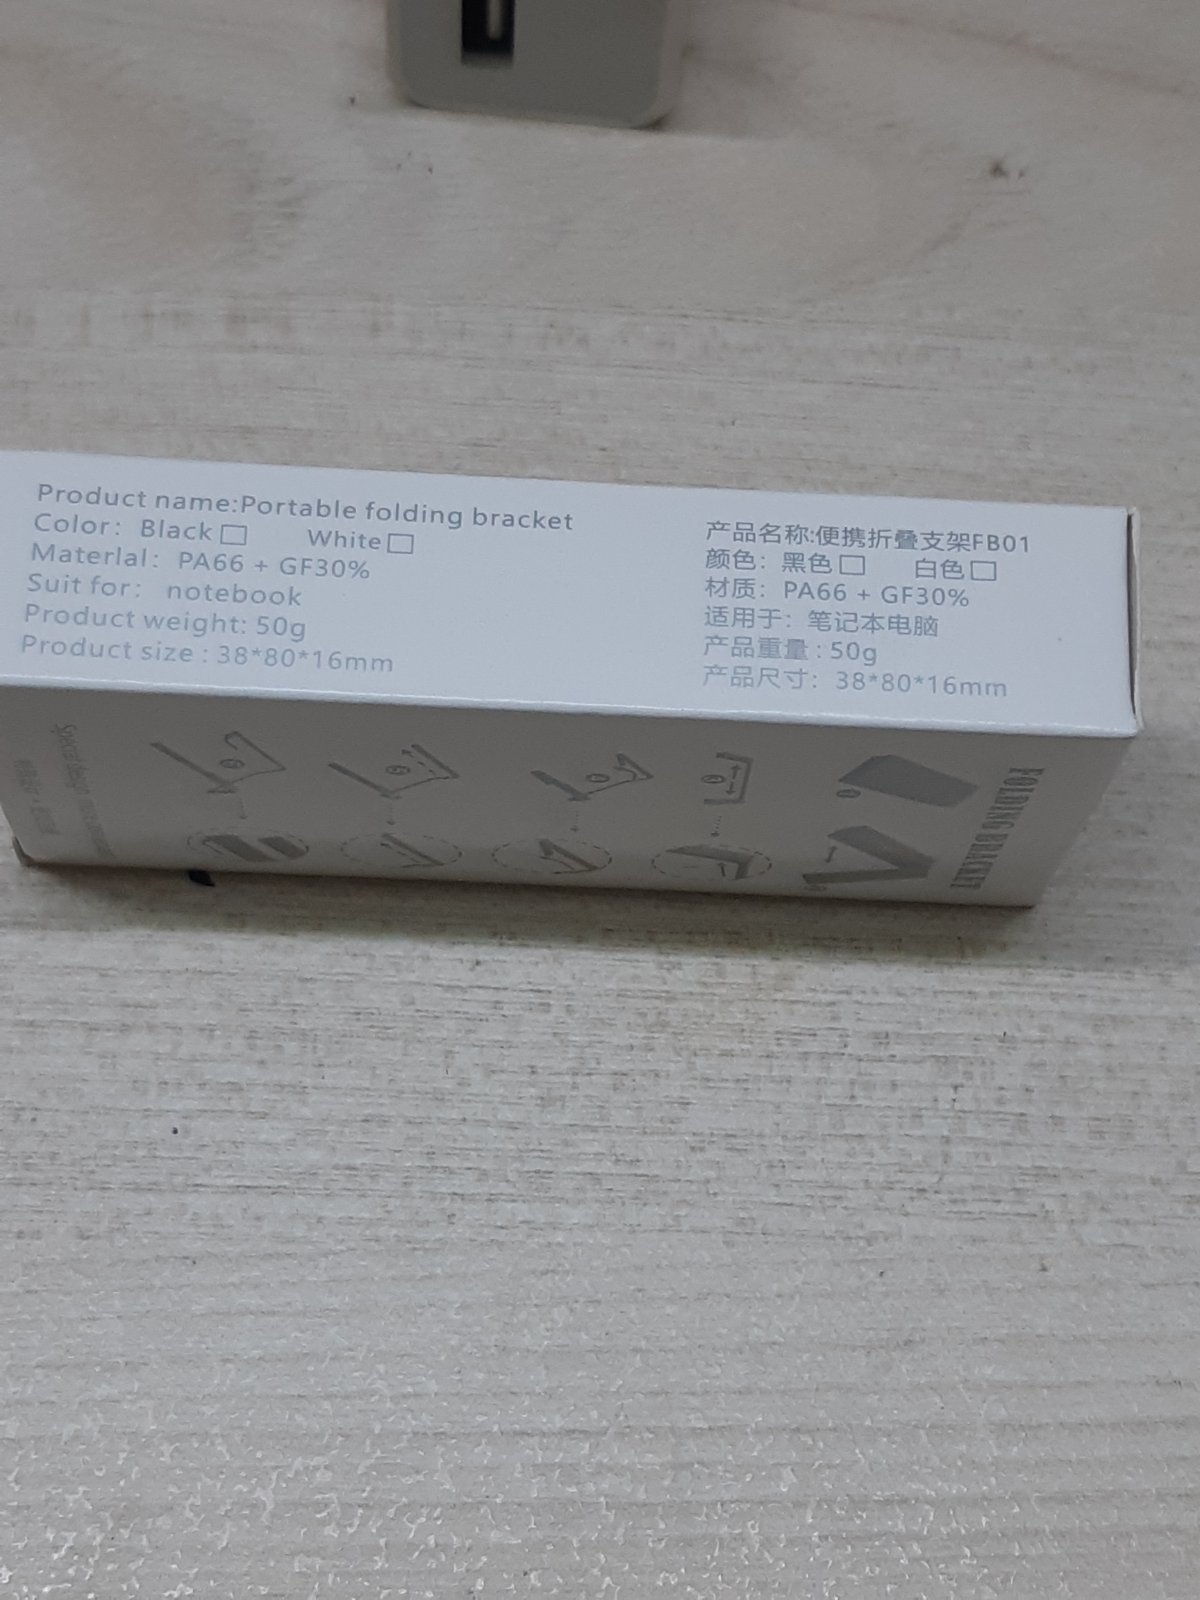 Product name:Portable folding bracket
Color: Black□ White□
Materlal: PA66 + GF30%
Suit for: notebook
Product weight: 50g
Product size : 38*80*16mm
产品名称:便携折叠支架FB01
颜色: 黑色□ 白色□
材质: PA66 + GF30%
适用于: 笔记本电脑
产品重量 : 50g
产品尺寸: 38*80*16mm
FOLDING BRACKET
Special design